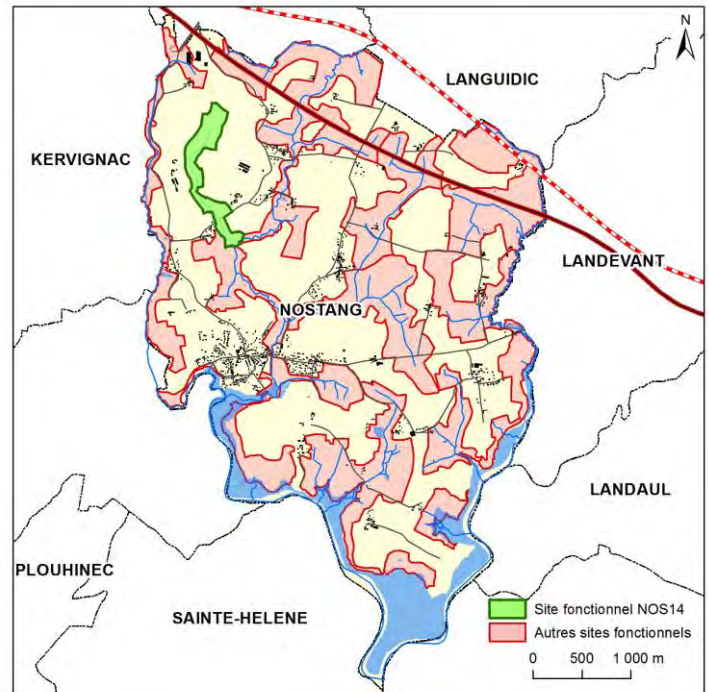 N
LANGUIDIC
KERVIGNAC
LANDEVANT
NOSTANG
LANDAUL
PLOUHINEC
SAINTE-HELENE
Site fonctionnel NOS14
Autres sites fonctionnels
0 500 1 000 m